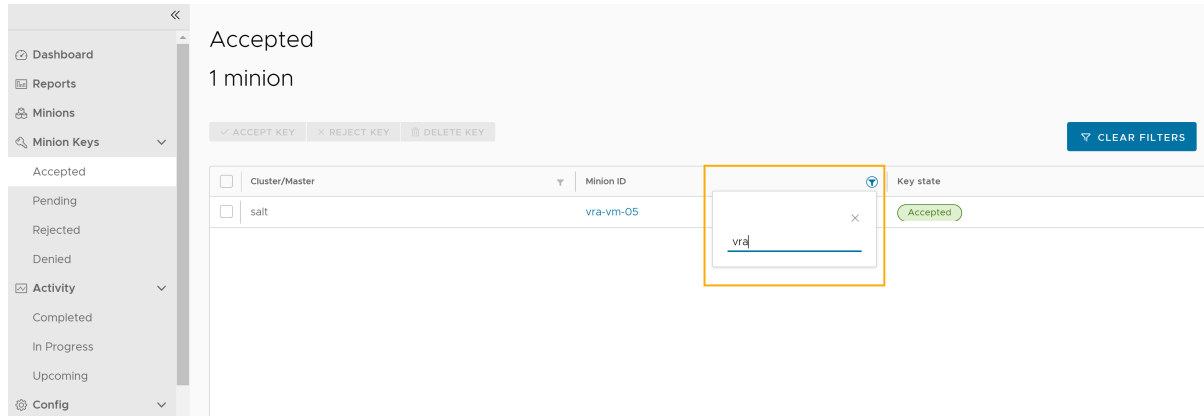 Dashboard
Reports
Minions
Minion Keys
Accepted
Pending
Rejected
Denied
Activity
Completed
In Progress
Upcoming
Config
Accepted
1 minion
ACCEPT KEY REJECT KEY DELETE KEY
CLEAR FILTERS
Cluster/Master Minion ID Key state
salt vra-vm-05 Accepted
vra